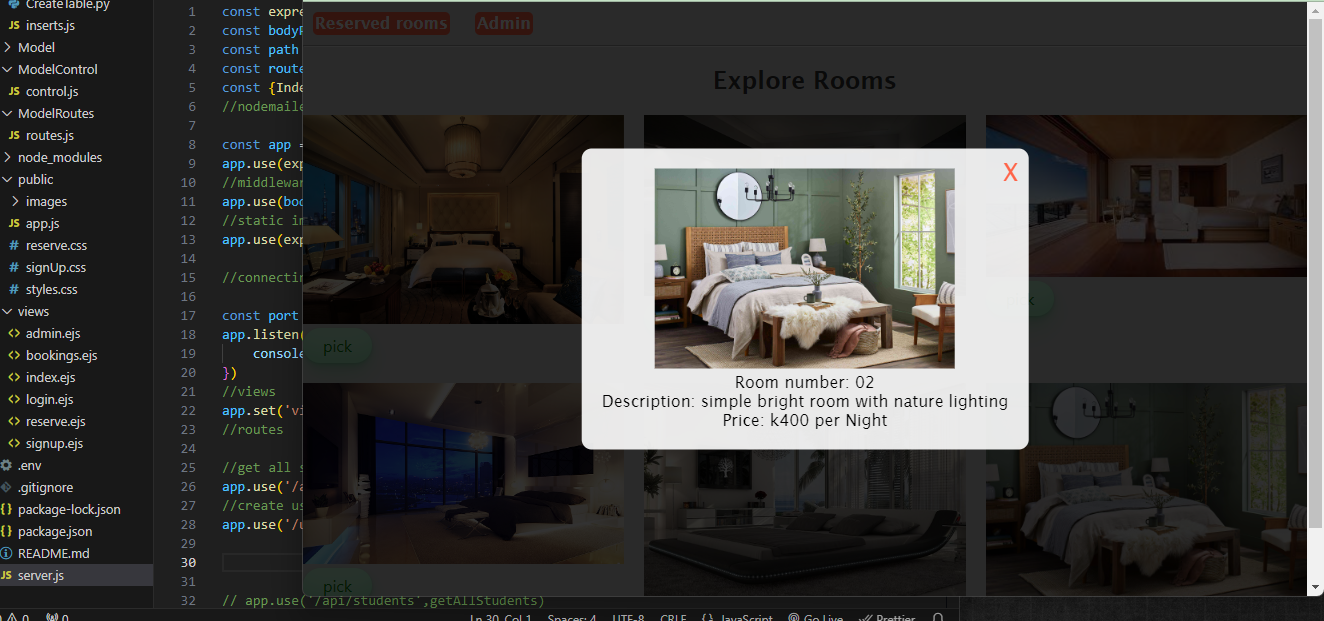 CreateTable.py
JS inserts.js
Model
ModelControl
JS control.js
ModelRoutes
JS routes.js
node_modules
public
images
JS app.js
# reserve.css
# signUp.css
# styles.css
views
<> admin.ejs
<> bookings.ejs
<> index.ejs
<> login.ejs
<> reserve.ejs
<> signup.ejs
.env
.gitignore
{} package-lock.json
{} package.json
README.md
JS server.js
1 const expre
2 const bodyP
3 const path
4 const route
5 const {Inde
6 //nodemaile
7
8 const app =
9 app.use(exp
10 //middlewar
11 app.use(bod
12 //static im
13 app.use(exp
14
15 //connectin
16
17 const port
18 app.listen(
19 console
20 })
21 //views
22 app.set('vi
23 //routes
24
25 //get all s
26 app.use('/a
27 //create us
28 app.use('/u
29
30
31
32 // app.use('/api/students',getAllStudents)
Reserved rooms Admin
Explore Rooms
pick
pick
X
Room number: 02
Description: simple bright room with nature lighting
Price: k400 per Night
0 0 Ln 30, Col 1 Spaces: 4 UTF-8 CRLF {} JavaScript Go Live Prettier